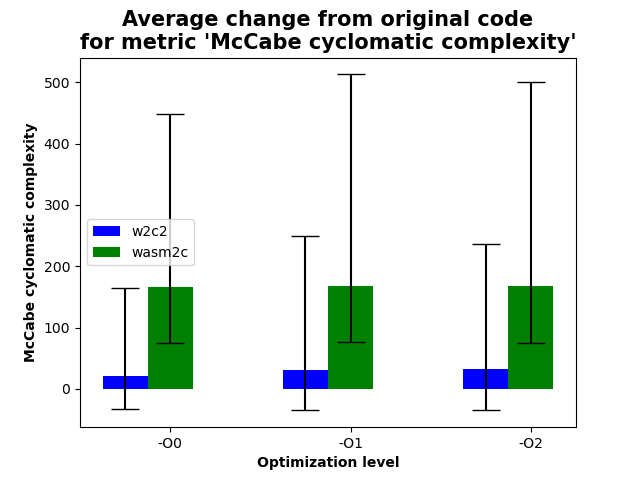 Average change from original code
for metric 'McCabe cyclomatic complexity'
McCabe cyclomatic complexity
500
400
300
200
100
0
w2c2
wasm2c
-O0
-O1
-O2
Optimization level